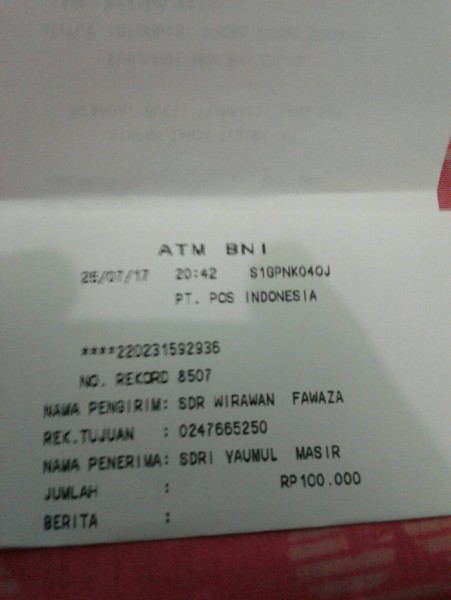 ATM BNI
25/07/17 20:42 S1GPNK040J
PT. POS INDONESIA
****220231592936
NO. REKORD 8507
NAMA PENGIRIM: SDR WIRAWAN FAWAZA
REK.TUJUAN : 0247665250
NAMA PENERIMA: SDRI YAUMUL MASIR
JUMLAH : RP100.000
BERITA :